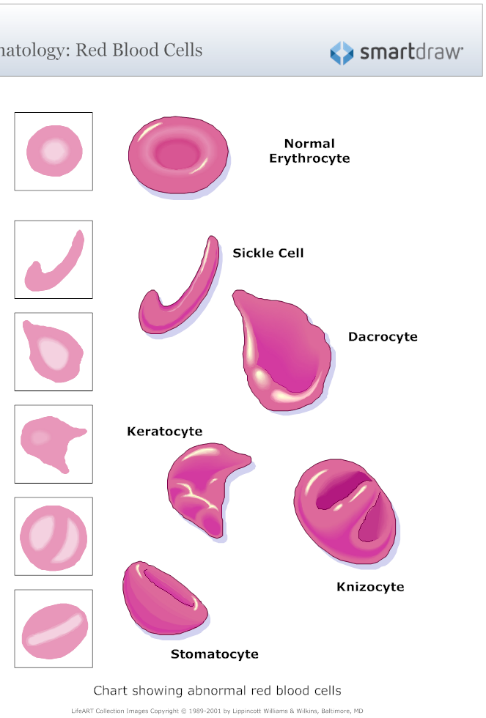 natology: Red Blood Cells
smartdraw
Normal
Erythrocyte
Sickle Cell
Dacrocyte
Keratocyte
Knizocyte
Stomatocyte
Chart showing abnormal red blood cells
LifeART Collection Images Copyright © 1989-2001 by Lippincott Williams & Wilkins, Baltimore, MD